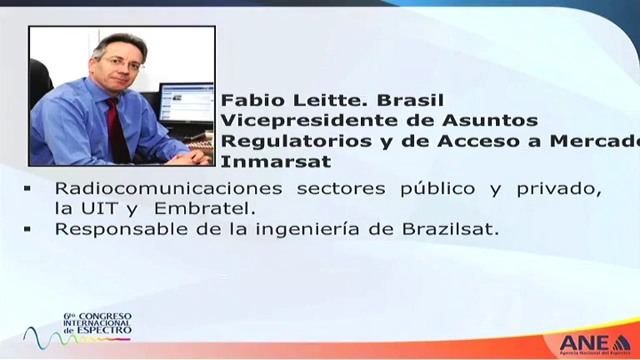 Fabio Leitte. Brasil
Vicepresidente de Asuntos
Regulatorios y de Acceso a Mercado
Inmarsat
▪ Radiocomunicaciones sectores público y privado,
la UIT y Embratel.
▪ Responsable de la ingeniería de Brazilsat.
6to CONGRESO
INTERNACIONAL
de ESPECTRO
ANE
Agencia Nacional del Espectro